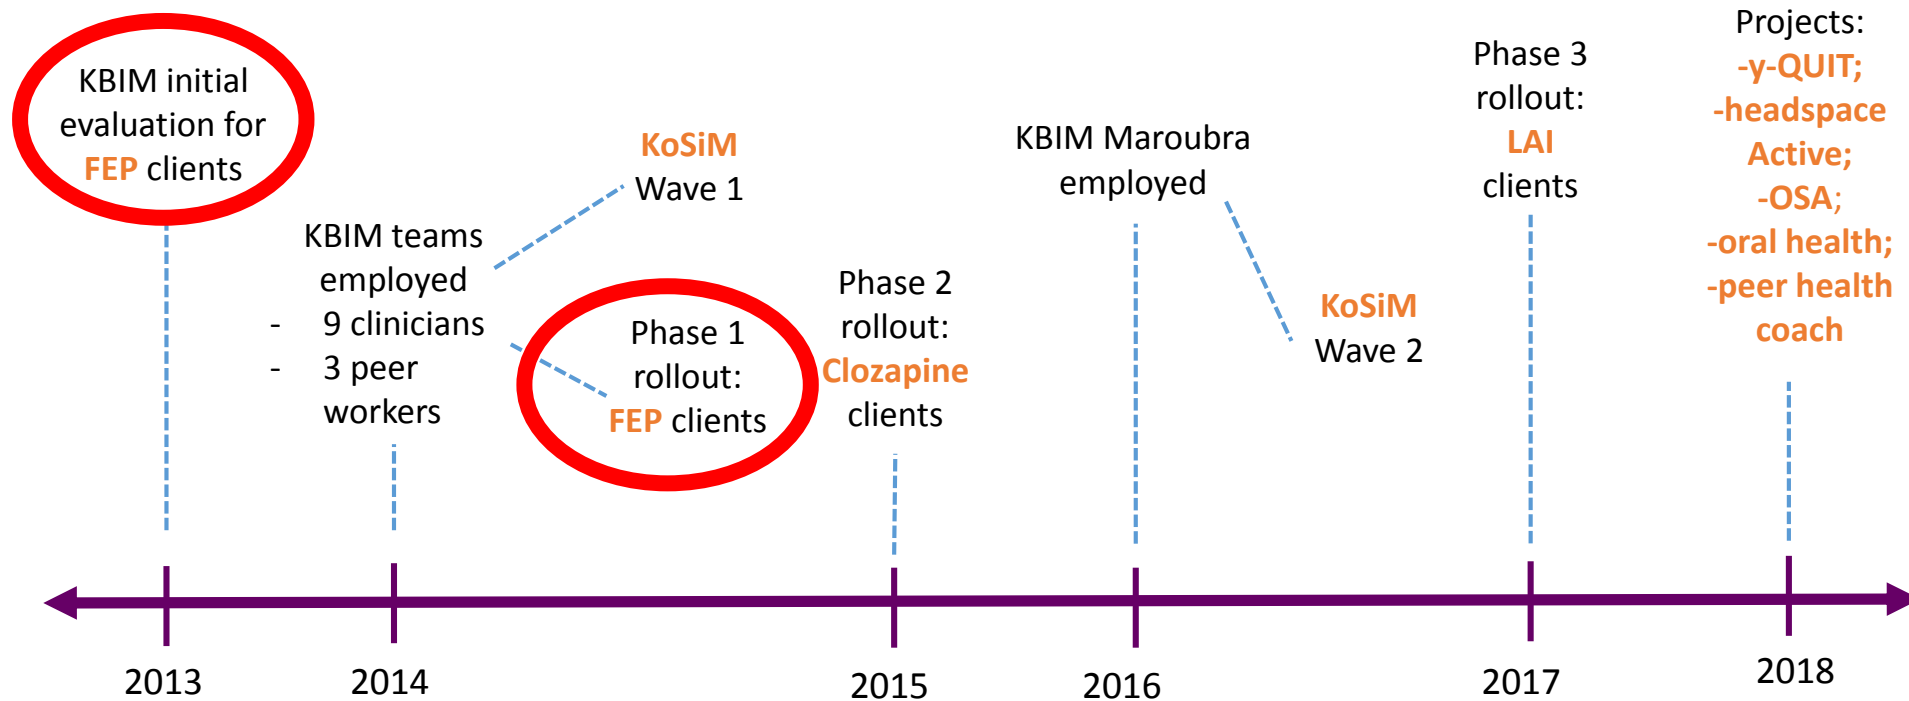 KBIM initial
evaluation for
FEP clients
KBIM teams
employed
- 9 clinicians
- 3 peer
workers
KoSiM
Wave 1
Phase 1
rollout:
FEP clients
Phase 2
rollout:
Clozapine
clients
KBIM Maroubra
employed
KoSiM
Wave 2
Phase 3
rollout:
LAI
clients
Projects:
-y-QUIT;
-headspace
Active;
-OSA;
-oral health;
-peer health
coach
2013
2014
2015
2016
2017
2018